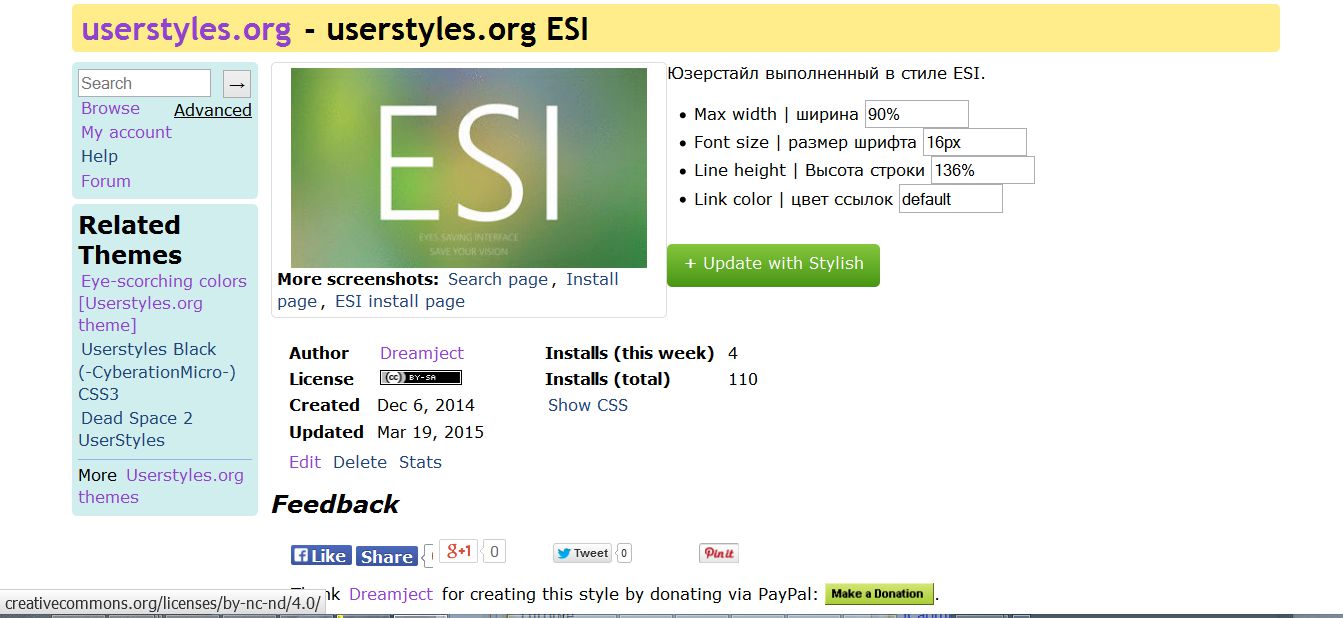 userstyles.org - userstyles.org ESI
Search →
Browse Advanced
My account
Help
Forum
Related
Themes
Eye-scorching colors
[Userstyles.org
theme]
Userstyles Black
(-CyberationMicro-)
CSS3
Dead Space 2
UserStyles
More Userstyles.org
themes
ESI
EYES SAVING INTERFACE
SAVE YOUR VISION
More screenshots: Search page, Install
page, ESI install page
Юзерстайл выполненный в стиле ESI.
• Max width | ширина 90%
• Font size | размер шрифта 16px
• Line height | Высота строки 136%
• Link color | цвет ссылок default
+ Update with Stylish
Author Dreamject
License (cc) BY-SA
Created Dec 6, 2014
Updated Mar 19, 2015
Installs (this week) 4
Installs (total) 110
Show CSS
Edit Delete Stats
Feedback
f Like Share g+1 0 Tweet 0 Pin it
Thank Dreamject for creating this style by donating via PayPal: Make a Donation.
creativecommons.org/licenses/by-nc-nd/4.0/